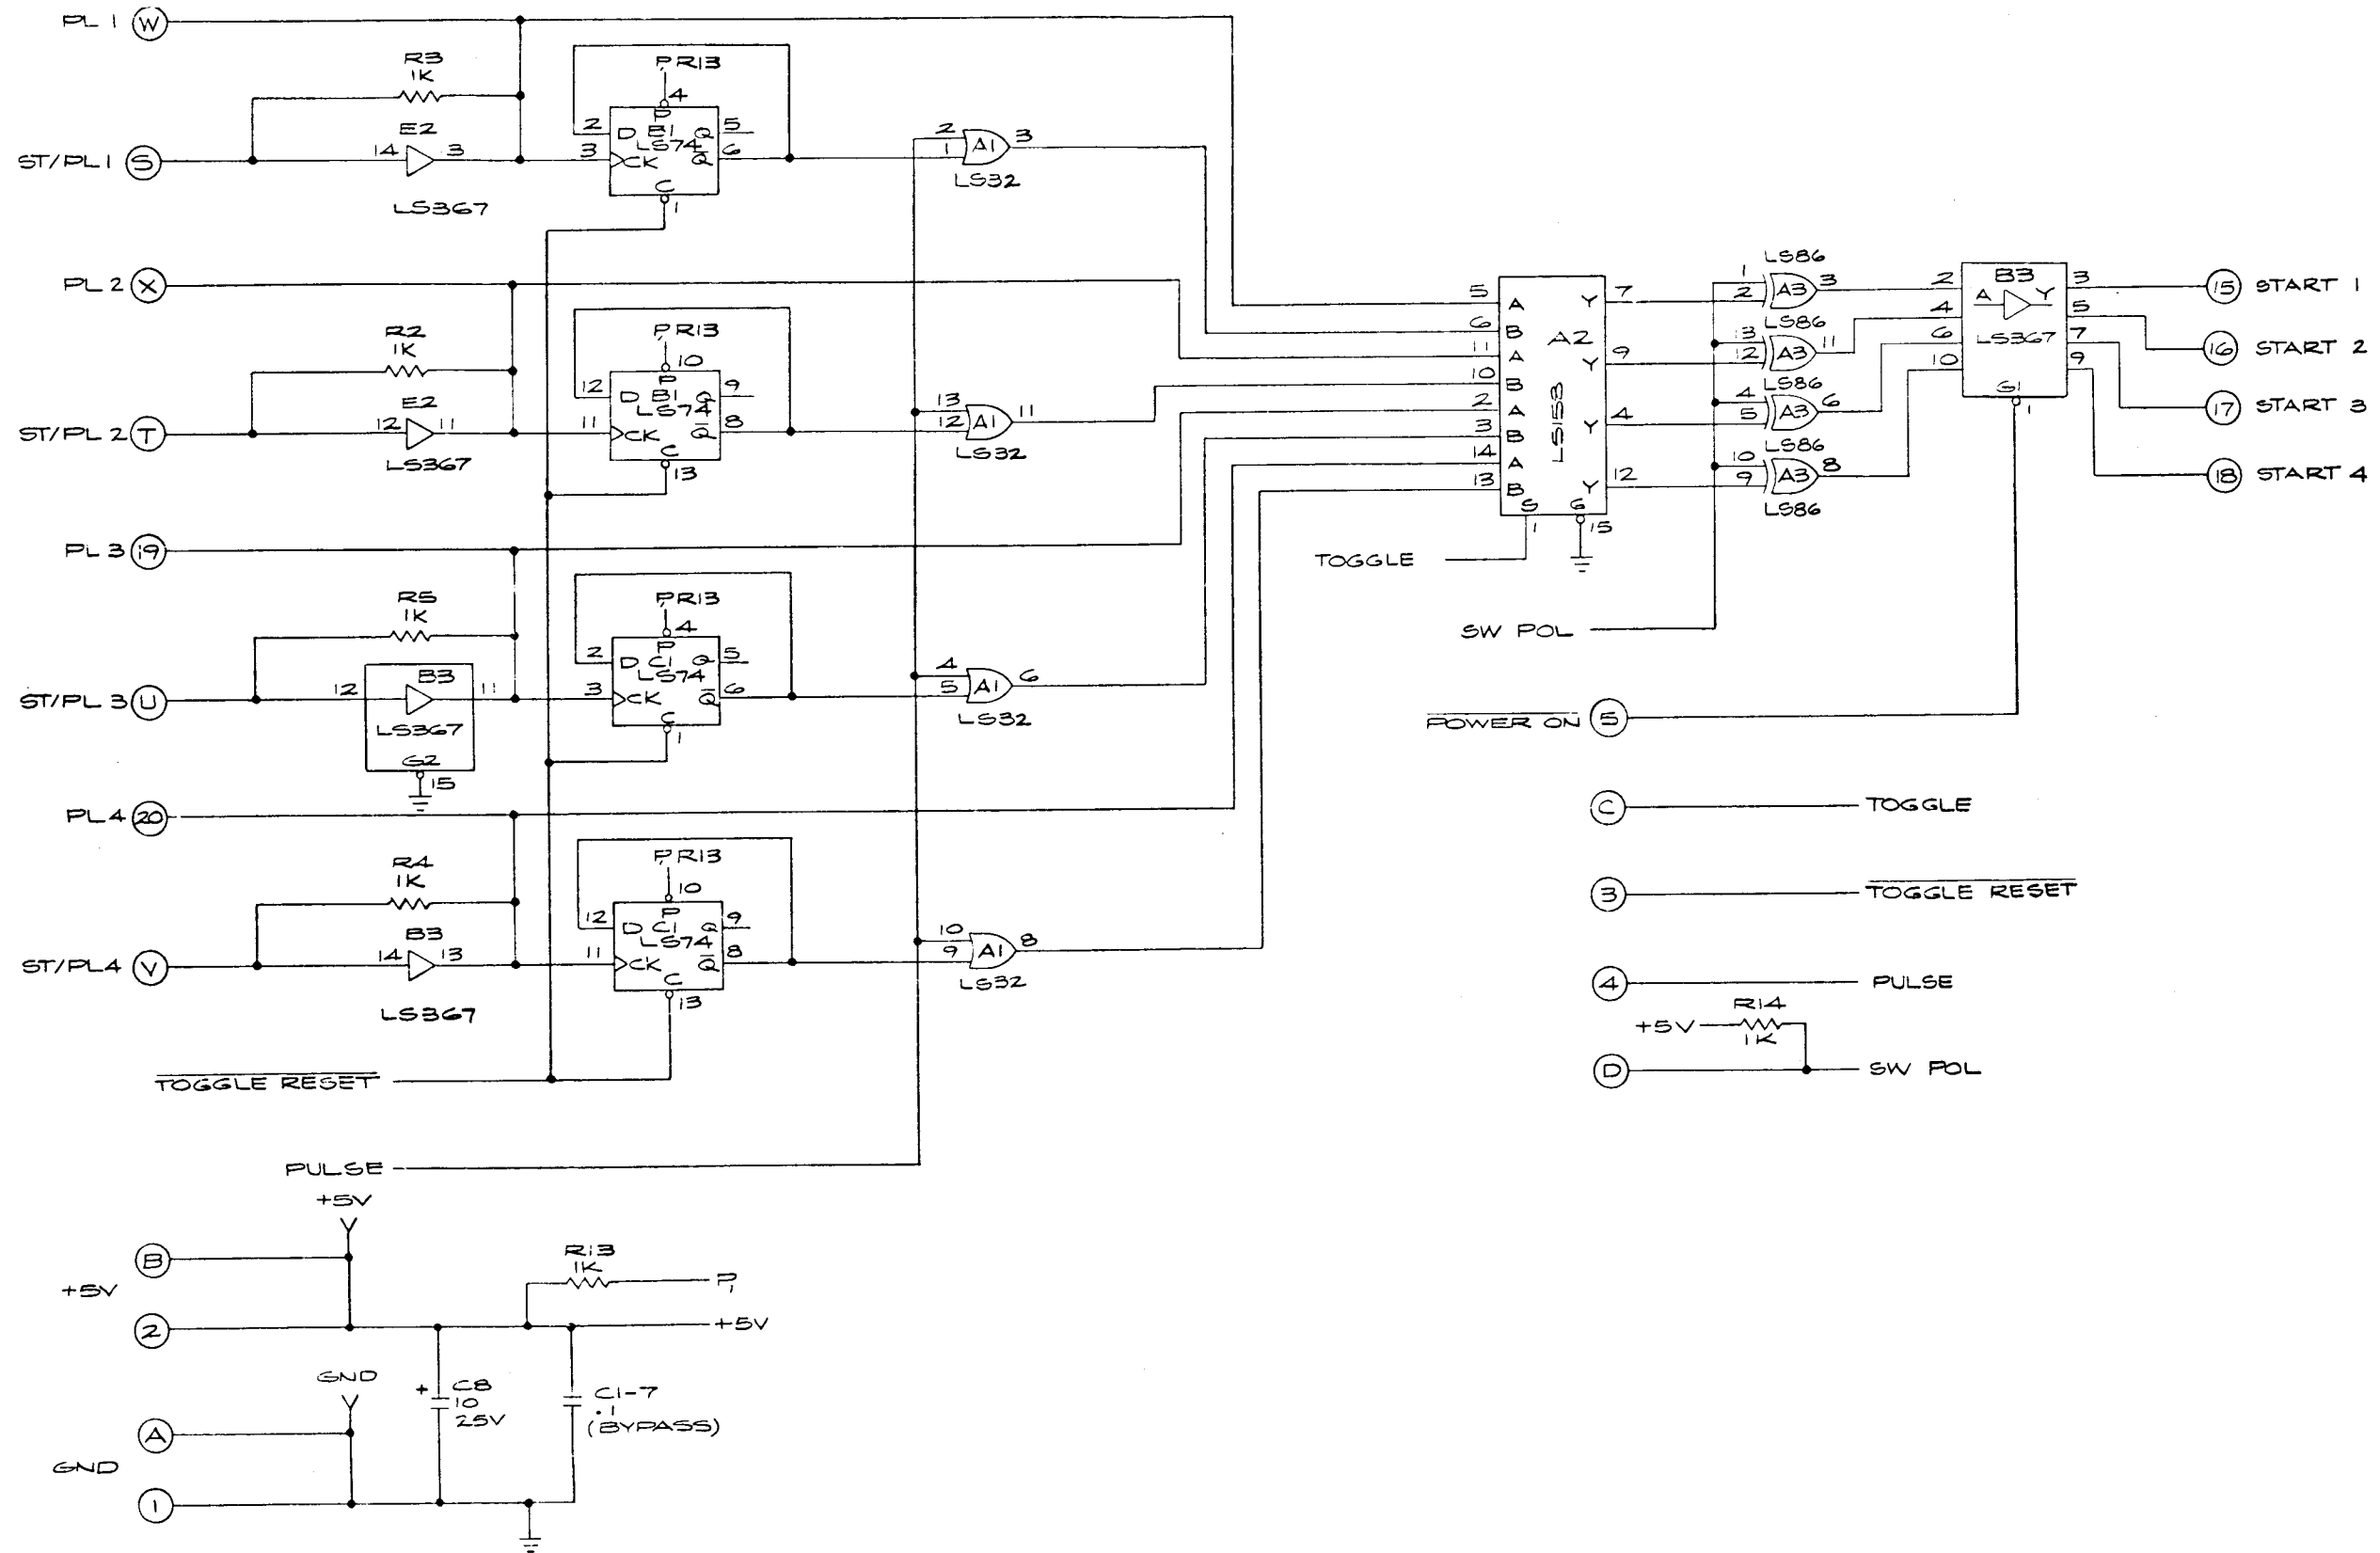 PL 1 W
R3
1K
ST/PL 1 S
E2
14 3
LS367
PR13
4
P
2 D B1 Q 5
LS74
3 CK Q̅ 6
C
1
2
1 A1 3
LS32
PL 2 X
R2
1K
ST/PL 2 T
E2
12 11
LS367
PR13
10
P
12 D B1 Q 9
LS74
11 CK Q̅ 8
C
13
13
12 A1 11
LS32
PL 3 19
R5
1K
ST/PL 3 U
12 B3 11
LS367
G2
15
PR13
4
P
2 D C1 Q 5
LS74
3 CK Q̅ 6
C
1
4
5 A1 6
LS32
PL 4 20
R4
1K
ST/PL4 V
B3
14 13
LS367
PR13
10
P
12 D C1 Q 9
LS74
11 CK Q̅ 8
C
13
10
9 A1 8
LS32
TOGGLE RESET
PULSE
5 A Y 7
6 B
11 A A2
Y 9
10 B
2 A
3 B Y 4
14 A
13 B Y 12
LS153
S G
1 15
TOGGLE
SW POL
LS86
1
2 A3 3
LS86
13
12 A3 11
LS86
4
5 A3 6
LS86
10
9 A3 8
LS86
2 B3 3
A Y
4 5
6 LS367 7
10 9
G1
1
15 START 1
16 START 2
17 START 3
18 START 4
POWER ON 5
C TOGGLE
3 TOGGLE RESET
4 PULSE
R14
+5V
1K
D SW POL
+5V
B
+5V
2
R13
1K
P1
+5V
GND
A
GND
1
+ C8
10
25V
C1-7
.1
(BYPASS)